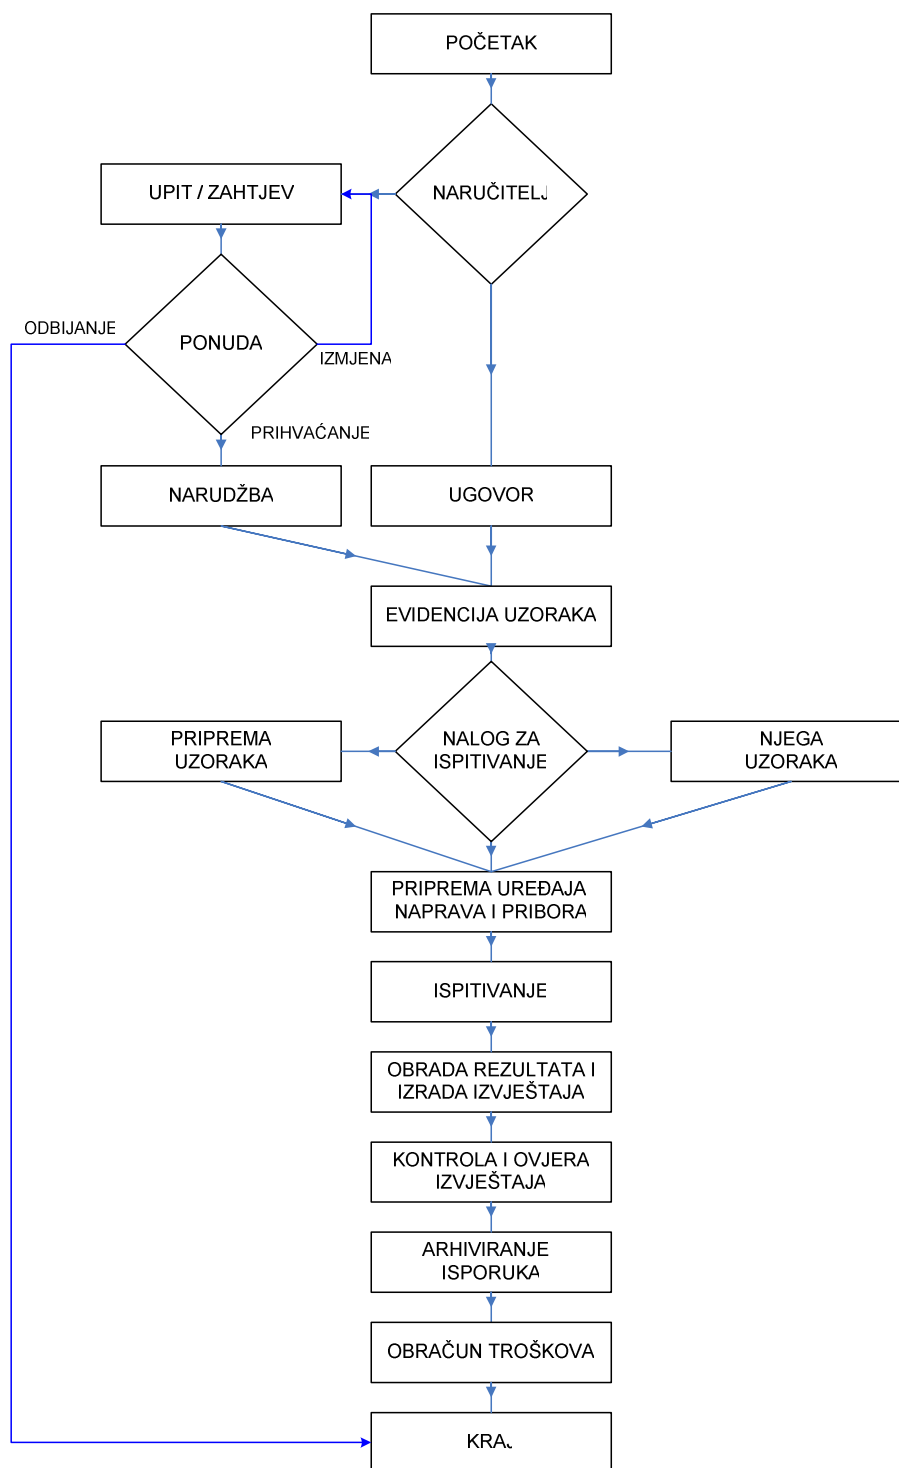 POČETAK
NARUČITELJ
UPIT / ZAHTJEV
ODBIJANJE
PONUDA
IZMJENA
PRIHVAĆANJE
NARUDŽBA
UGOVOR
EVIDENCIJA UZORAKA
PRIPREMA
UZORAKA
NALOG ZA
ISPITIVANJE
NJEGA
UZORAKA
PRIPREMA UREĐAJA
NAPRAVA I PRIBORA
ISPITIVANJE
OBRADA REZULTATA I
IZRADA IZVJEŠTAJA
KONTROLA I OVJERA
IZVJEŠTAJA
ARHIVIRANJE
ISPORUKA
OBRAČUN TROŠKOVA
KRAJ